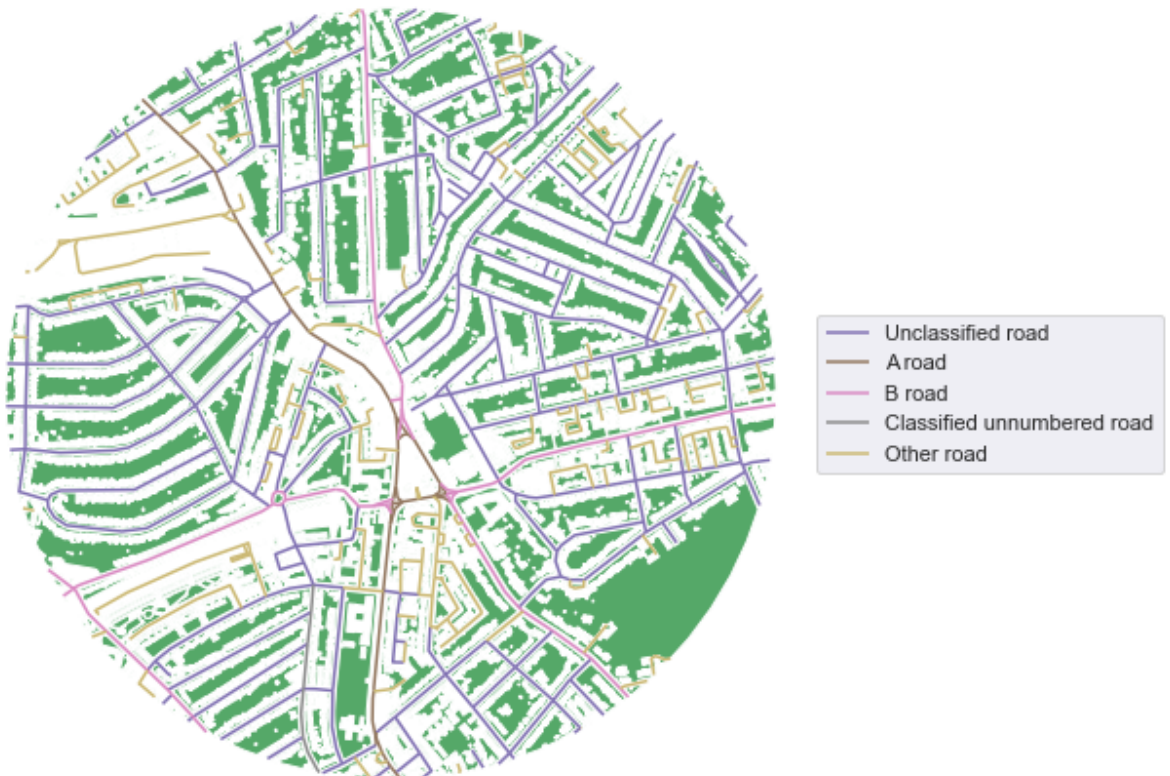 Unclassified road
A road
B road
Classified unnumbered road
Other road